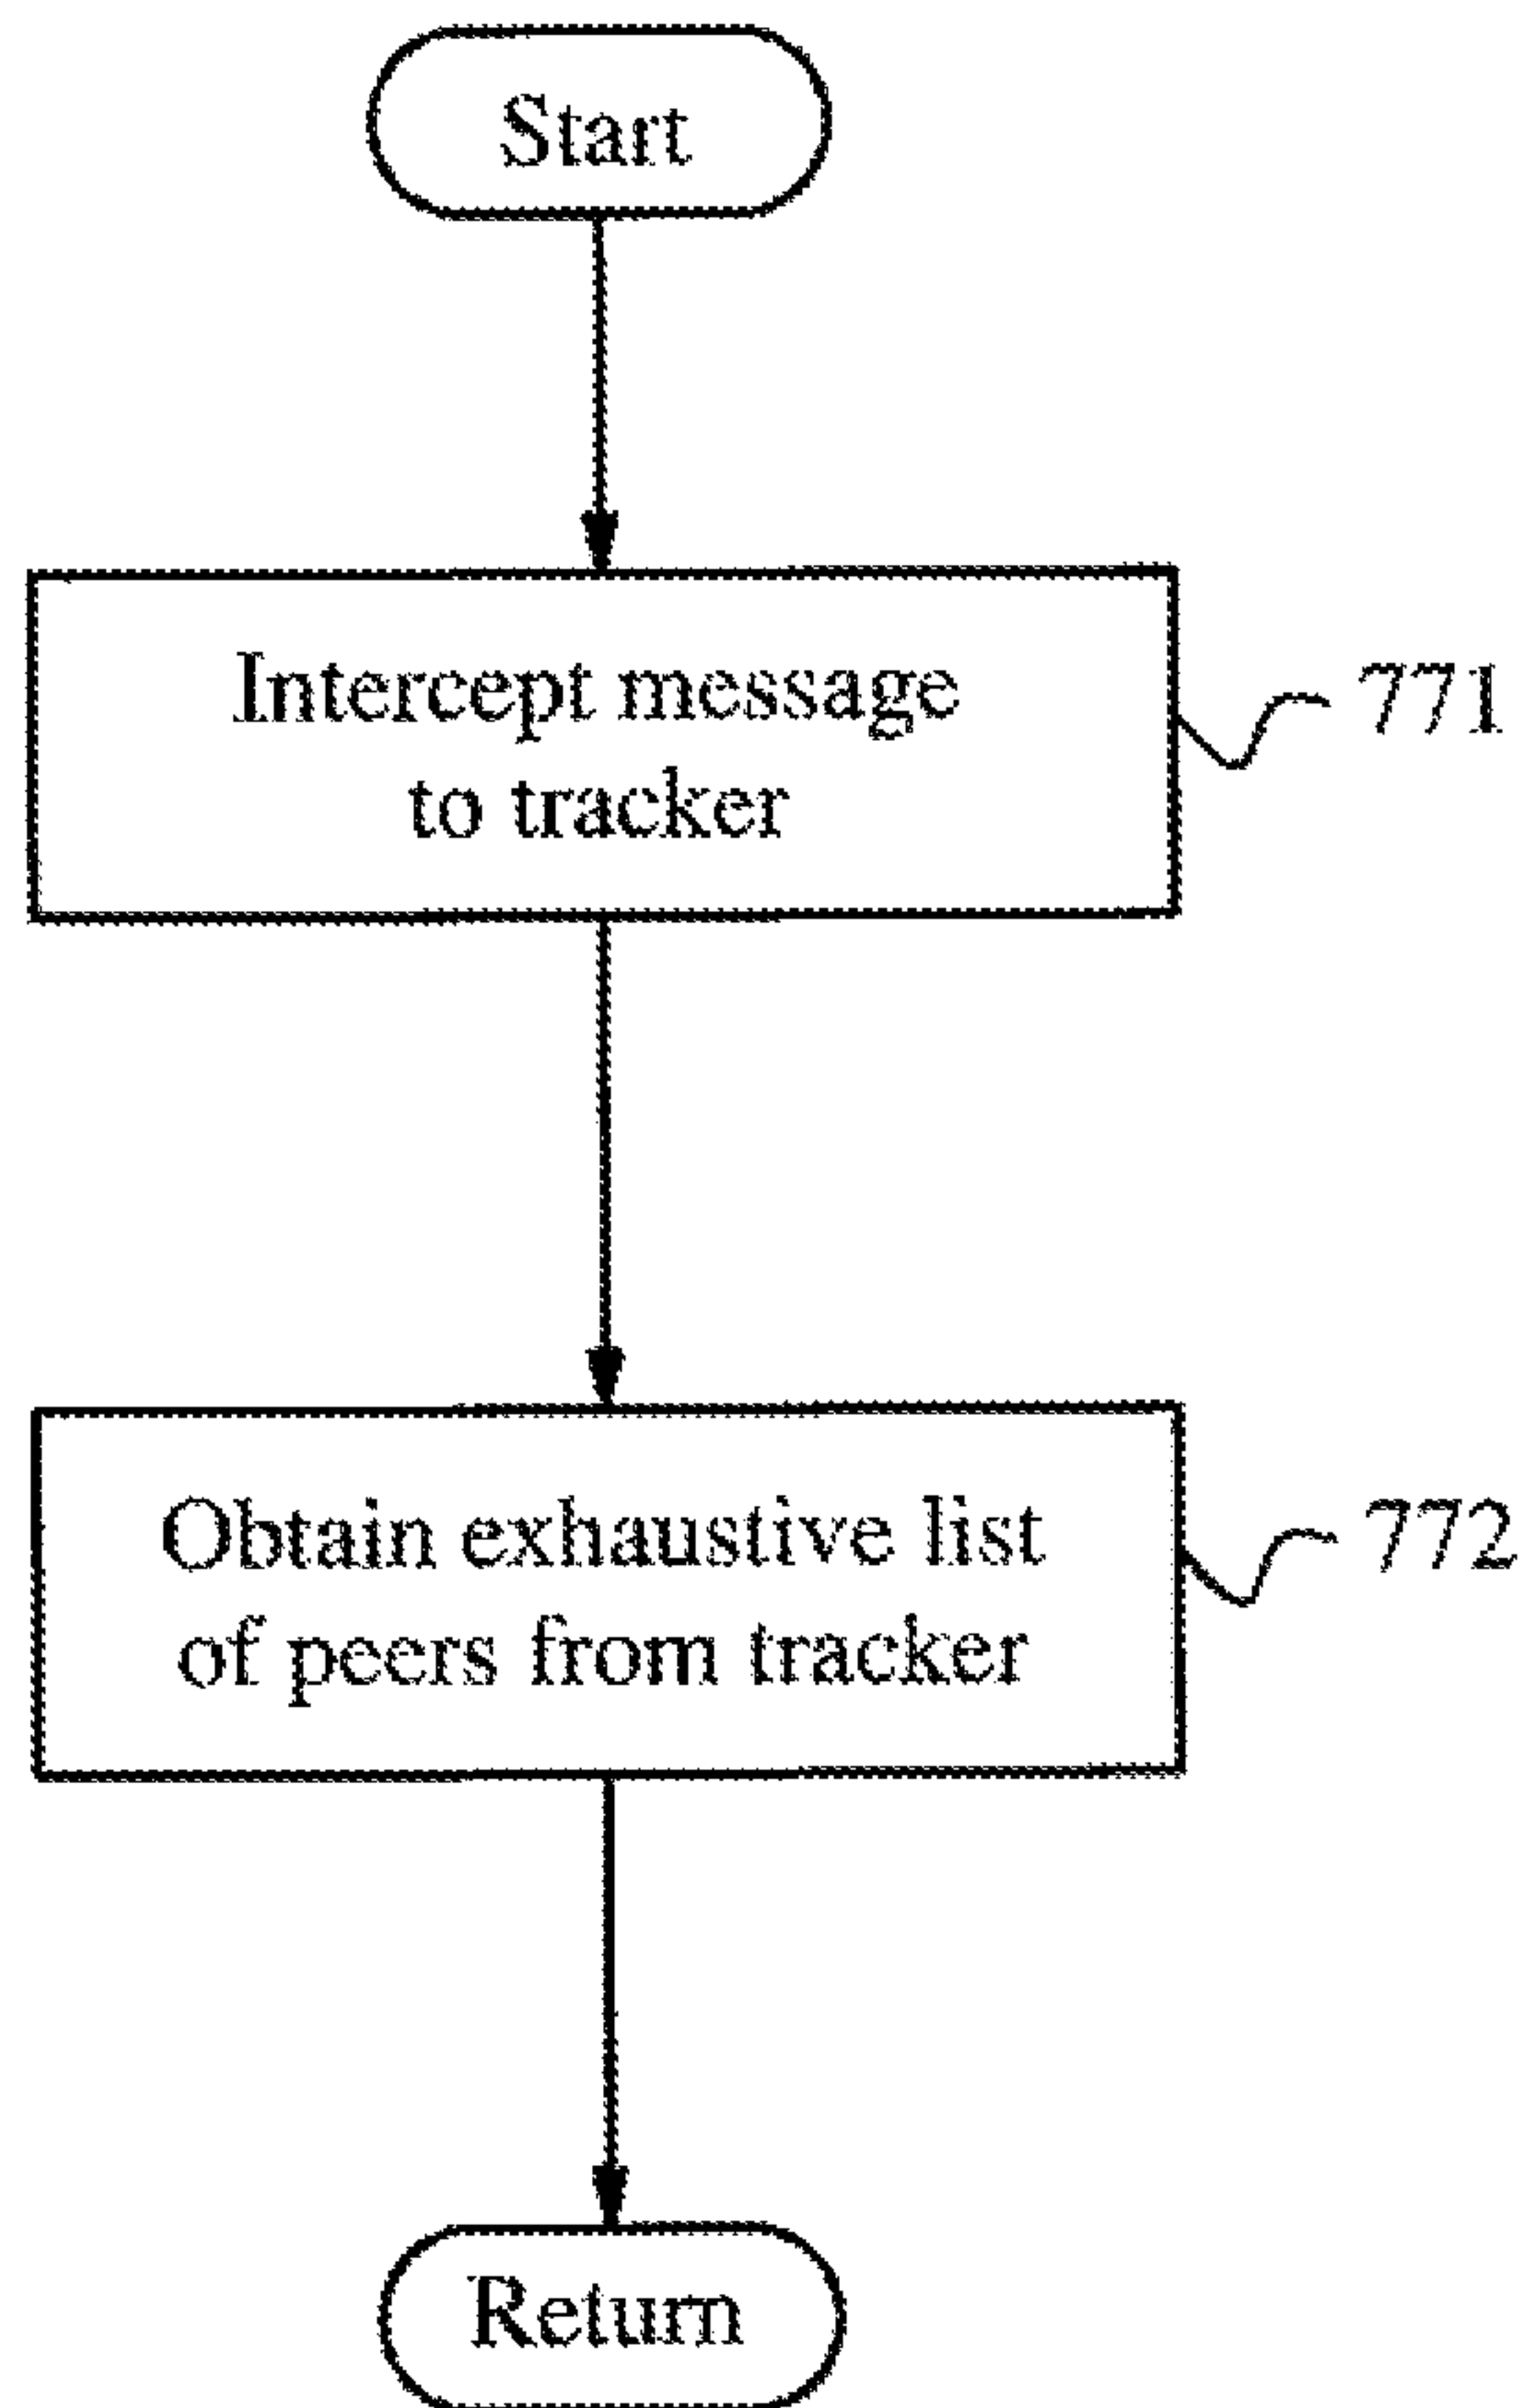 Start
Intercept message
to tracker
771
Obtain exhaustive list
of peers from tracker
772
Return